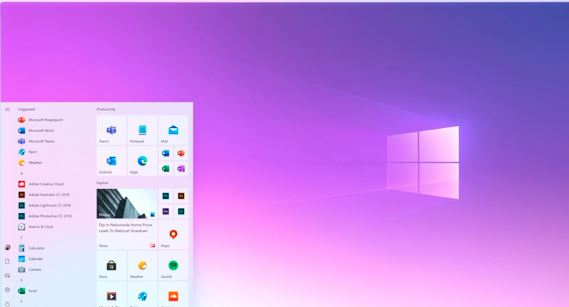 Suggested
Microsoft Powerpoint
Microsoft Word
Microsoft Teams
Paint
Weather
A
Adobe Creative Cloud
Adobe Illustrator CC 2018
Adobe Lightroom CC 2018
Adobe Photoshop CC 2018
Alarms & Clock
C
Calculator
Calendar
Camera
E
Excel
Productivity
Teams
Notepad
Mail
Outlook
Edge
Explore
Photos
Dip In Nationwide Home Prices
Leads To National Slowdown
News
Maps
Store
Weather
Spotify